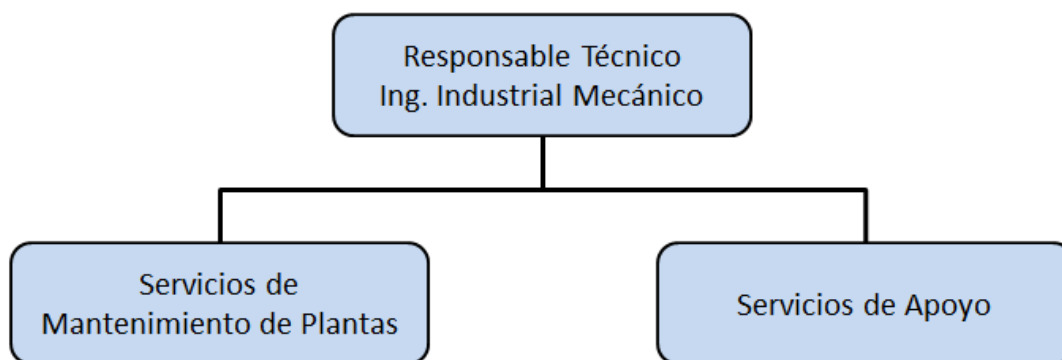 Responsable Técnico
Ing. Industrial Mecánico
Servicios de
Mantenimiento de Plantas
Servicios de Apoyo